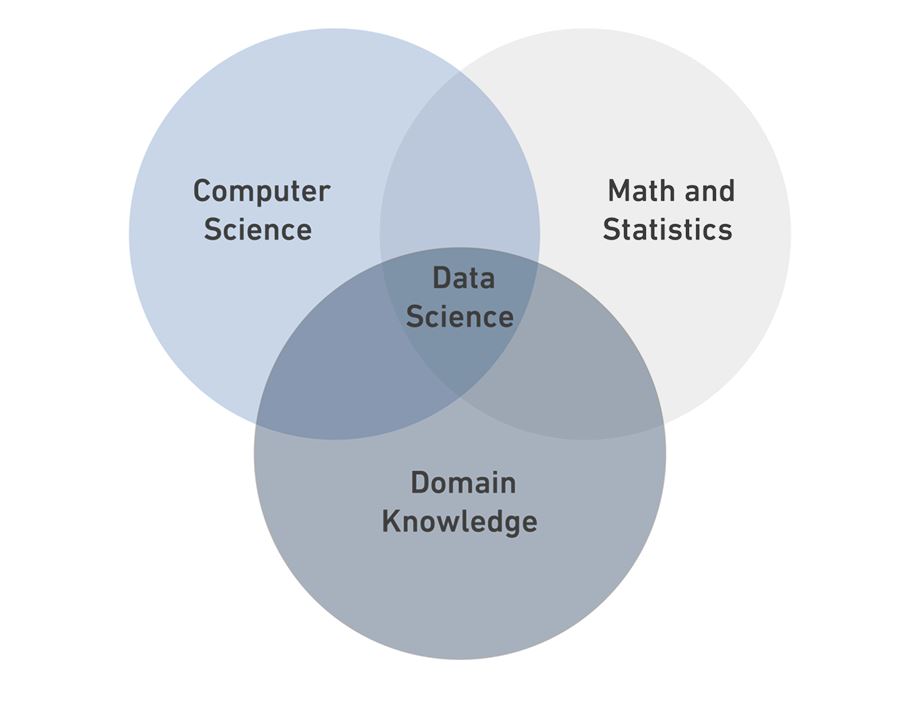 Computer
Science
Math and
Statistics
Data
Science
Domain
Knowledge